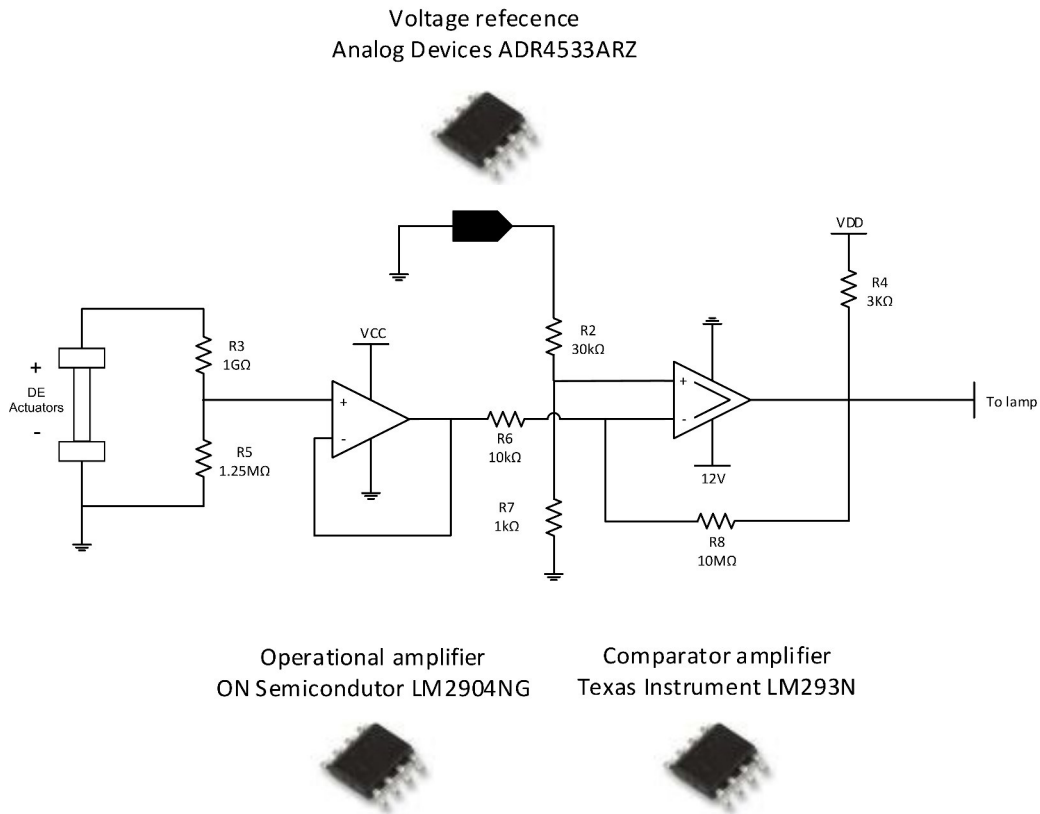 Voltage refecence
Analog Devices ADR4533ARZ
VDD
R4
3KΩ
R2
30kΩ
R3
1GΩ
VCC
+
DE
Actuators
-
+
-
+
-
To lamp
R5
1.25MΩ
R6
10kΩ
12V
R7
1kΩ
R8
10MΩ
Operational amplifier
ON Semicondutor LM2904NG
Comparator amplifier
Texas Instrument LM293N